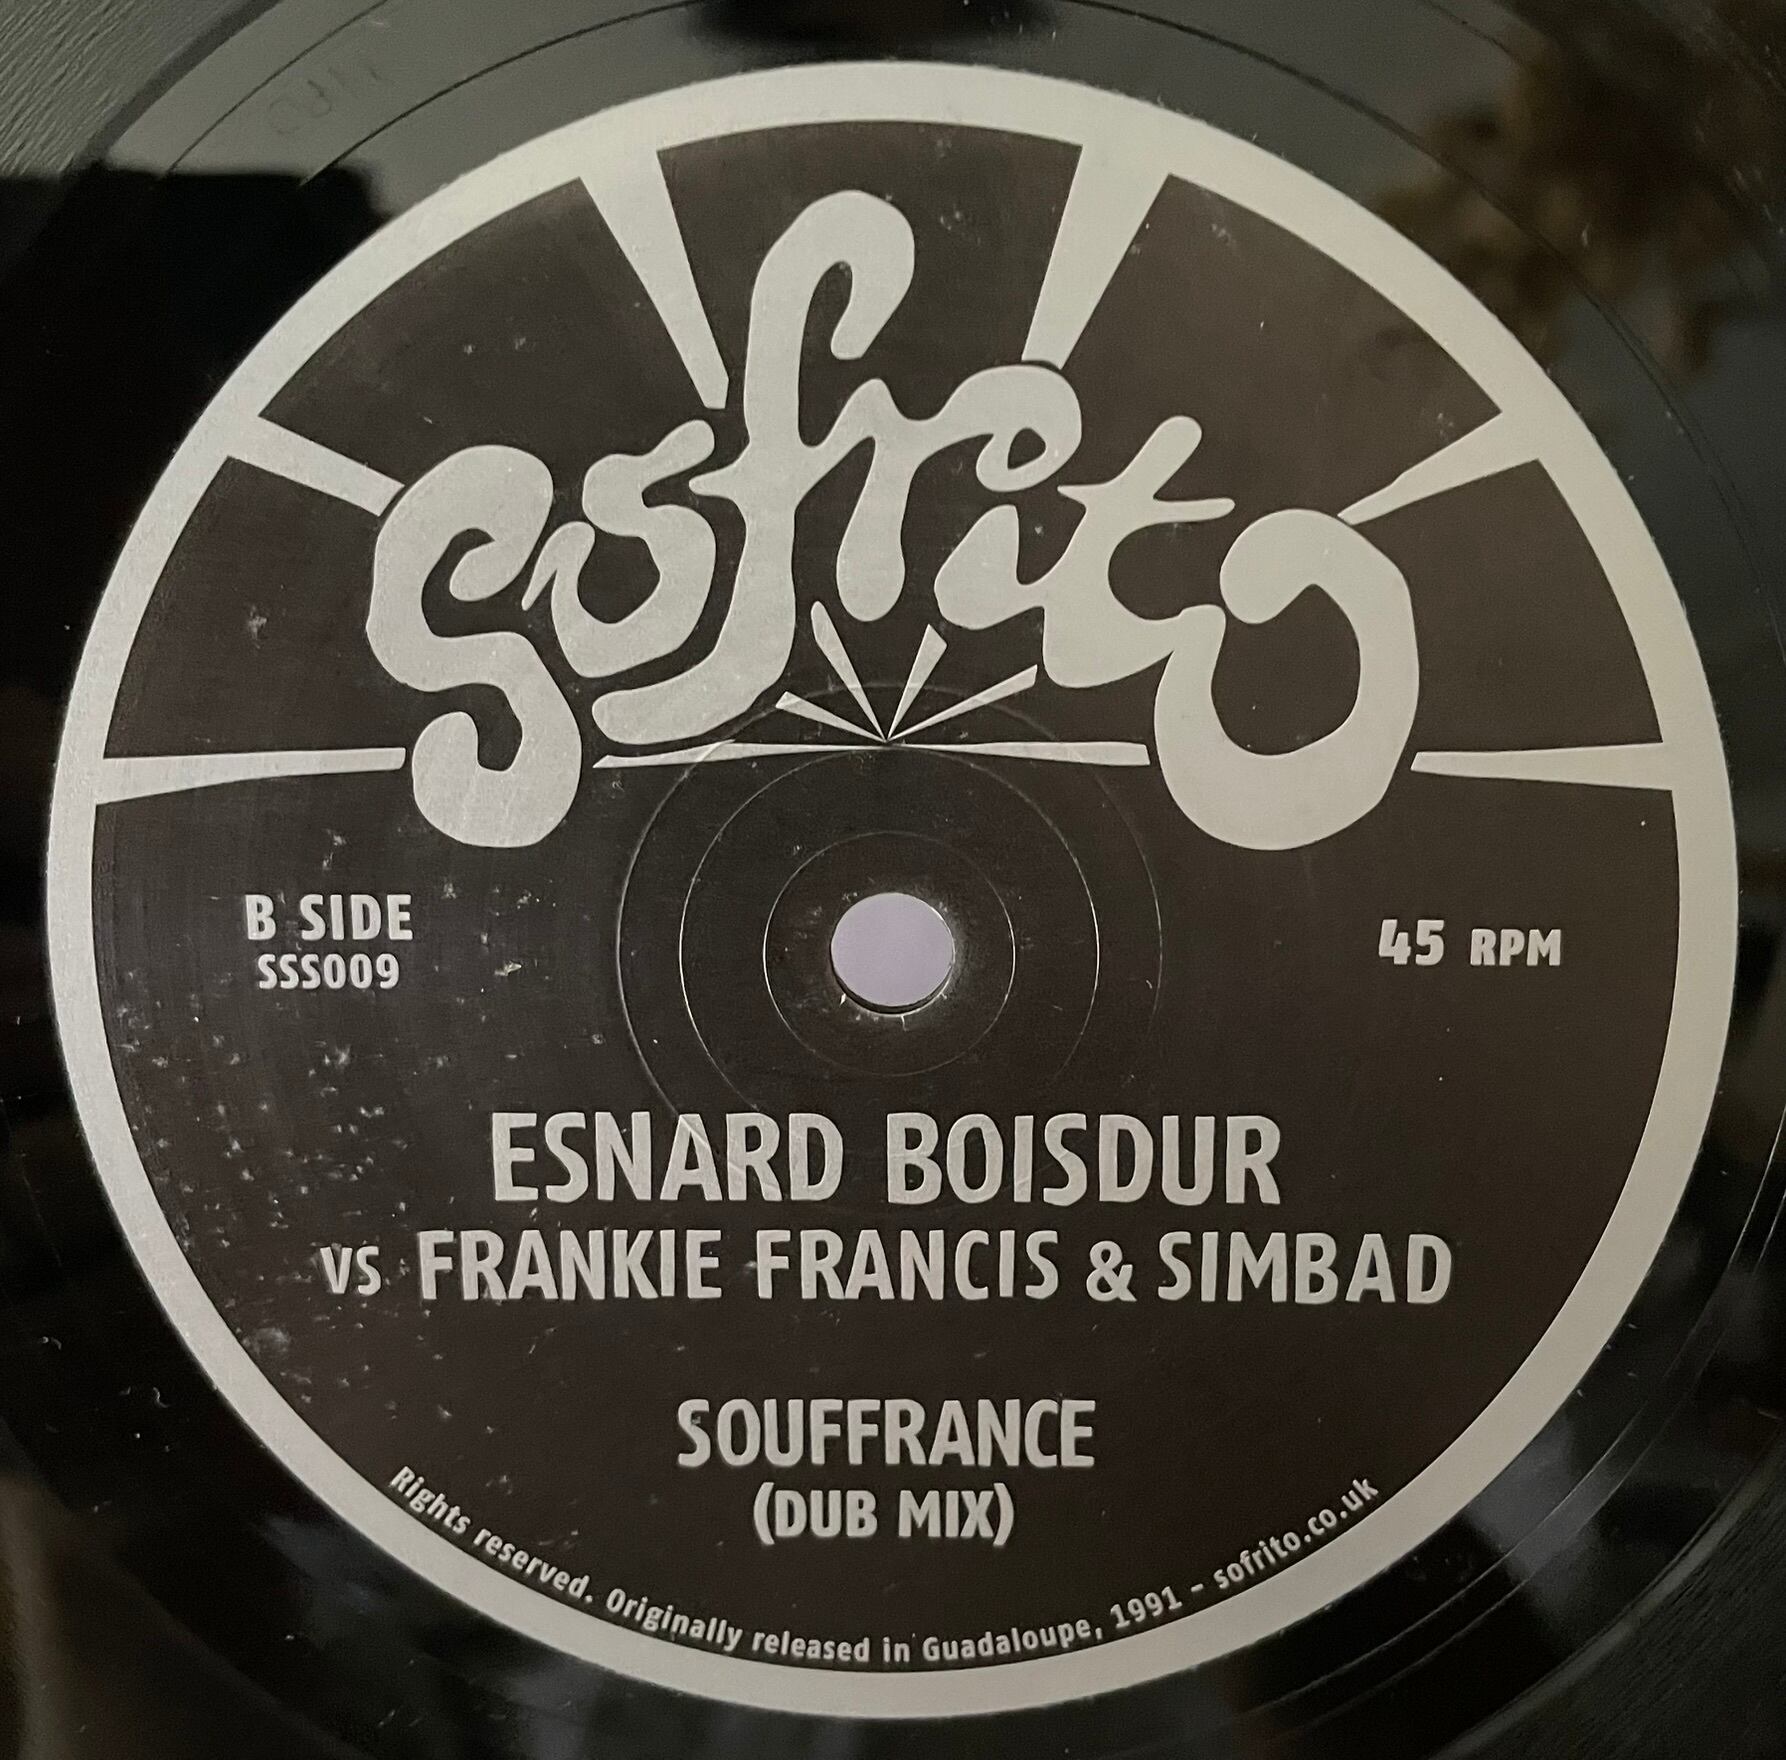 Sofrito
B SIDE
SSS009
45 RPM
ESNARD BOISDUR
VS FRANKIE FRANCIS & SIMBAD
SOUFFRANCE
(DUB MIX)
Rights reserved. Originally released in Guadaloupe, 1991 - sofrito.co.uk